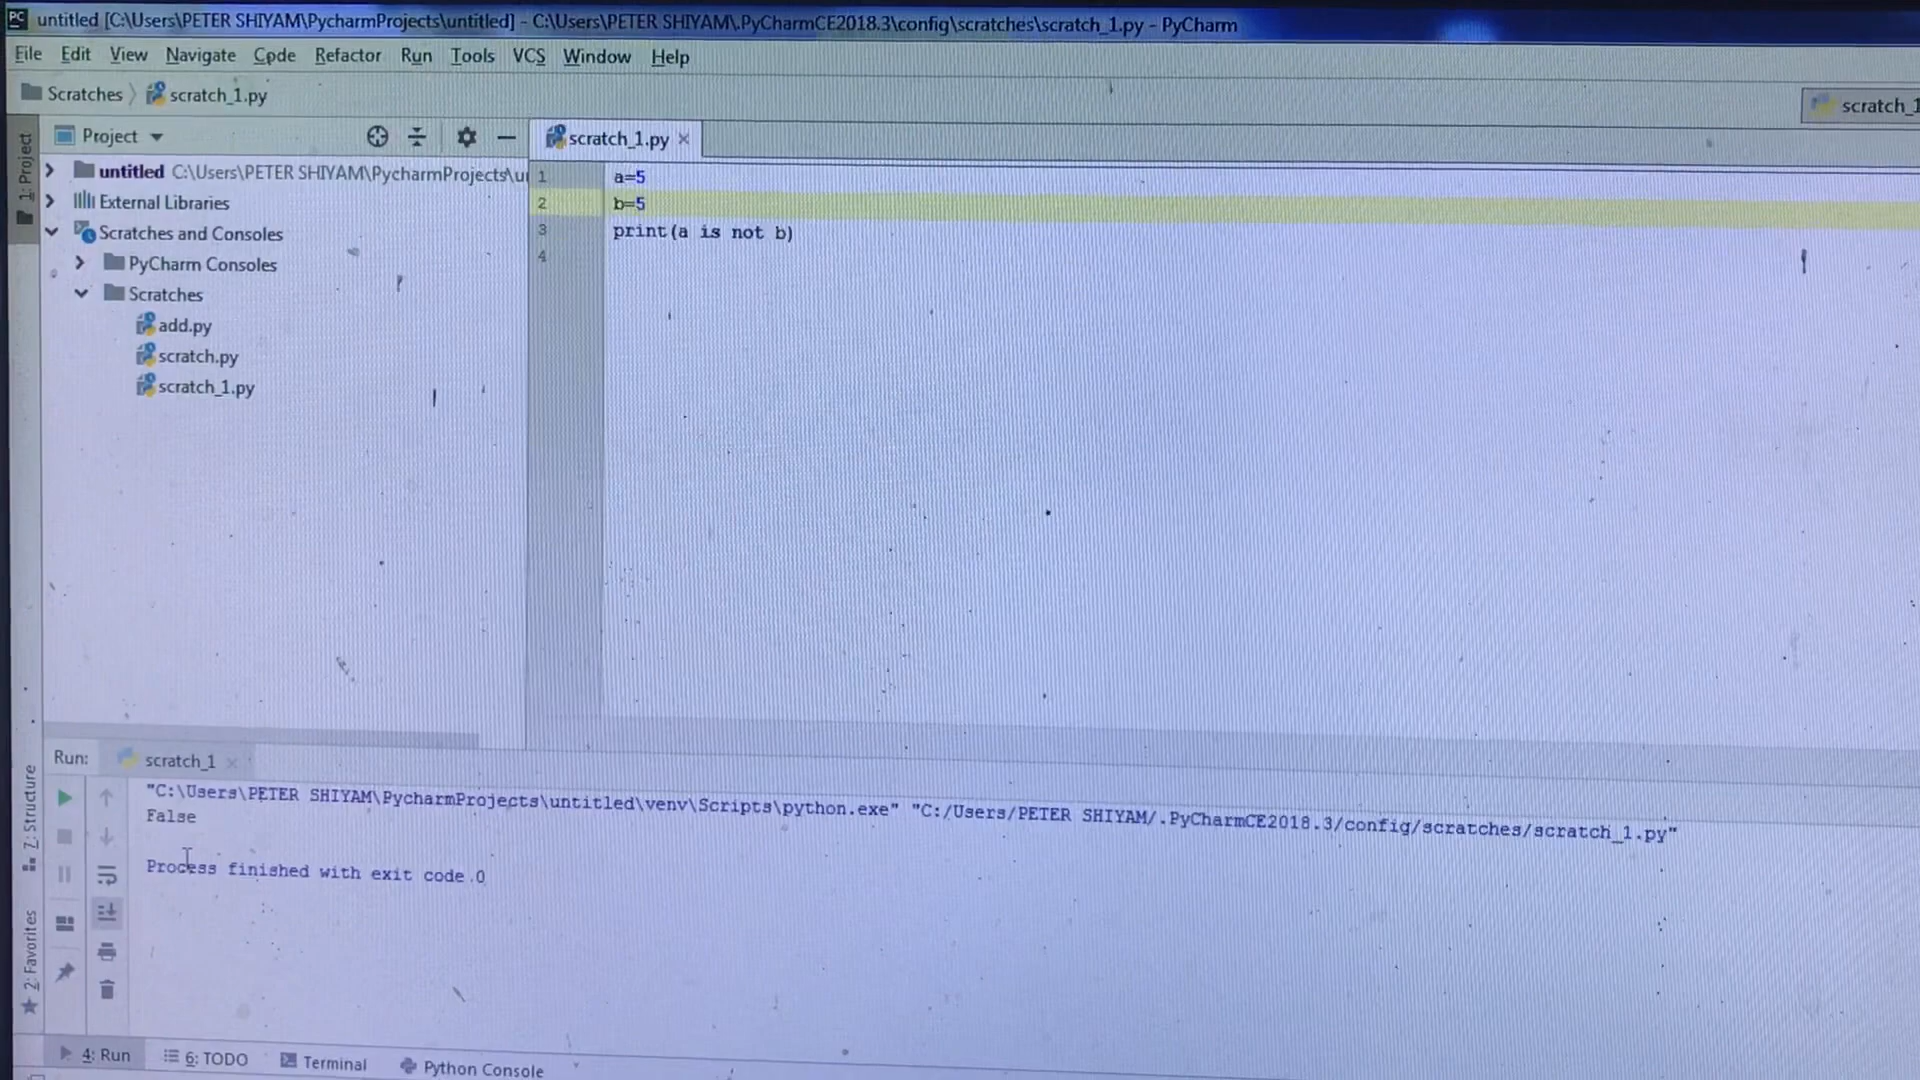 untitled [C:\Users\PETER SHIYAM\PycharmProjects\untitled] - C:\Users\PETER SHIYAM\.PyCharmCE2018.3\config\scratches\scratch_1.py - PyCharm
File Edit View Navigate Code Refactor Run Tools VCS Window Help
Scratches scratch_1.py
scratch_1
1: Project
Project
scratch_1.py
untitled C:\Users\PETER SHIYAM\PycharmProjects\u
External Libraries
Scratches and Consoles
PyCharm Consoles
Scratches
add.py
scratch.py
scratch_1.py
1 a=5
2 b=5
3 print(a is not b)
4
Run: scratch_1
"C:\Users\PETER SHIYAM\PycharmProjects\untitled\venv\Scripts\python.exe" "C:/Users/PETER SHIYAM/.PyCharmCE2018.3/config/scratches/scratch_1.py"
False
Process finished with exit code 0
Z: Structure
2: Favorites
4: Run 6: TODO Terminal Python Console